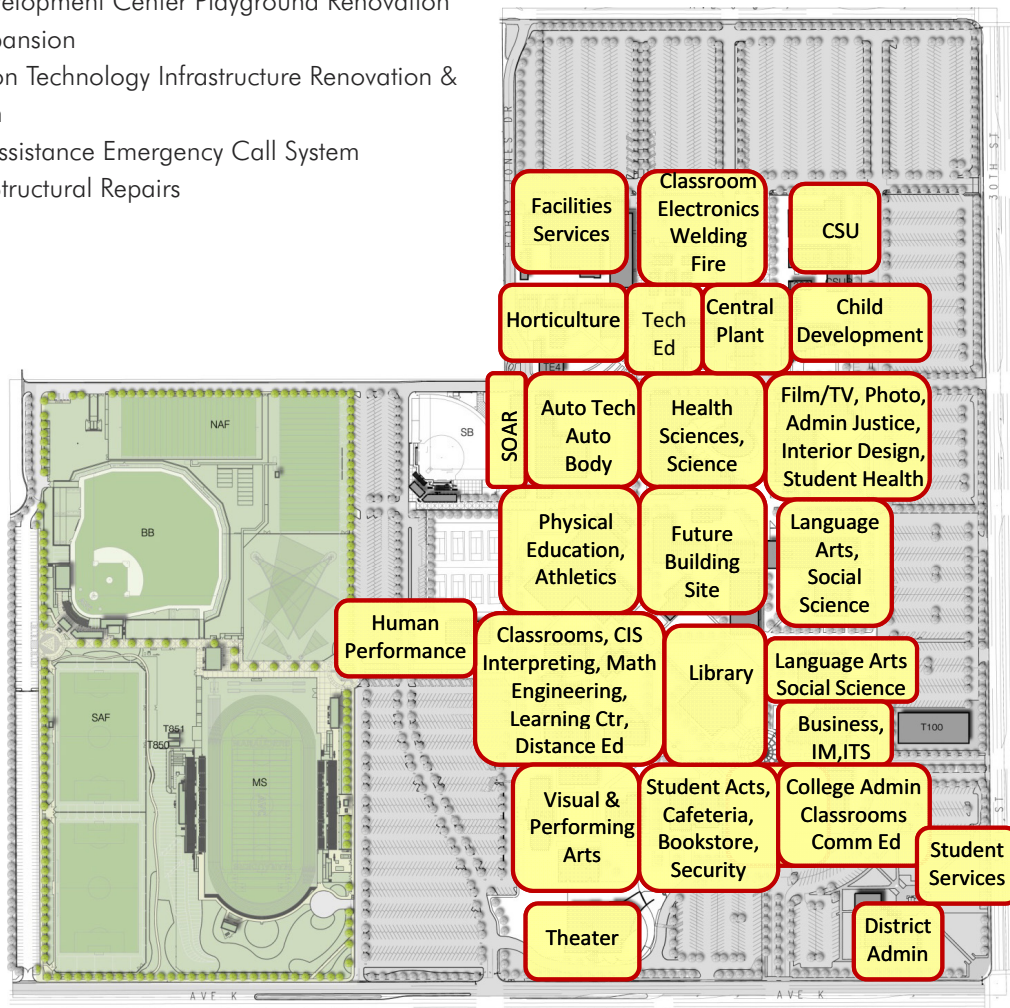 elopment Center Playground Renovation
pansion
on Technology Infrastructure Renovation &
ssistance Emergency Call System
Structural Repairs
30TH ST
Facilities
Services
Classroom
Electronics
Welding
Fire
CSU
Horticulture
Tech
Ed
Central
Plant
Child
Development
TE4
SOAR
Auto Tech
Auto
Body
Health
Sciences,
Science
Film/TV, Photo,
Admin Justice,
Interior Design,
Student Health
NAF
SB
BB
Physical
Education,
Athletics
Future
Building
Site
Language
Arts,
Social
Science
Human
Performance
Classrooms, CIS
Interpreting, Math
Engineering,
Learning Ctr,
Distance Ed
Library
Language Arts
Social Science
Business,
IM,ITS
T100
SAF
T851
T850
MS
Visual &
Performing
Arts
Student Acts,
Cafeteria,
Bookstore,
Security
College Admin
Classrooms
Comm Ed
Student
Services
Theater
District
Admin
ST
AVE K
AVE K